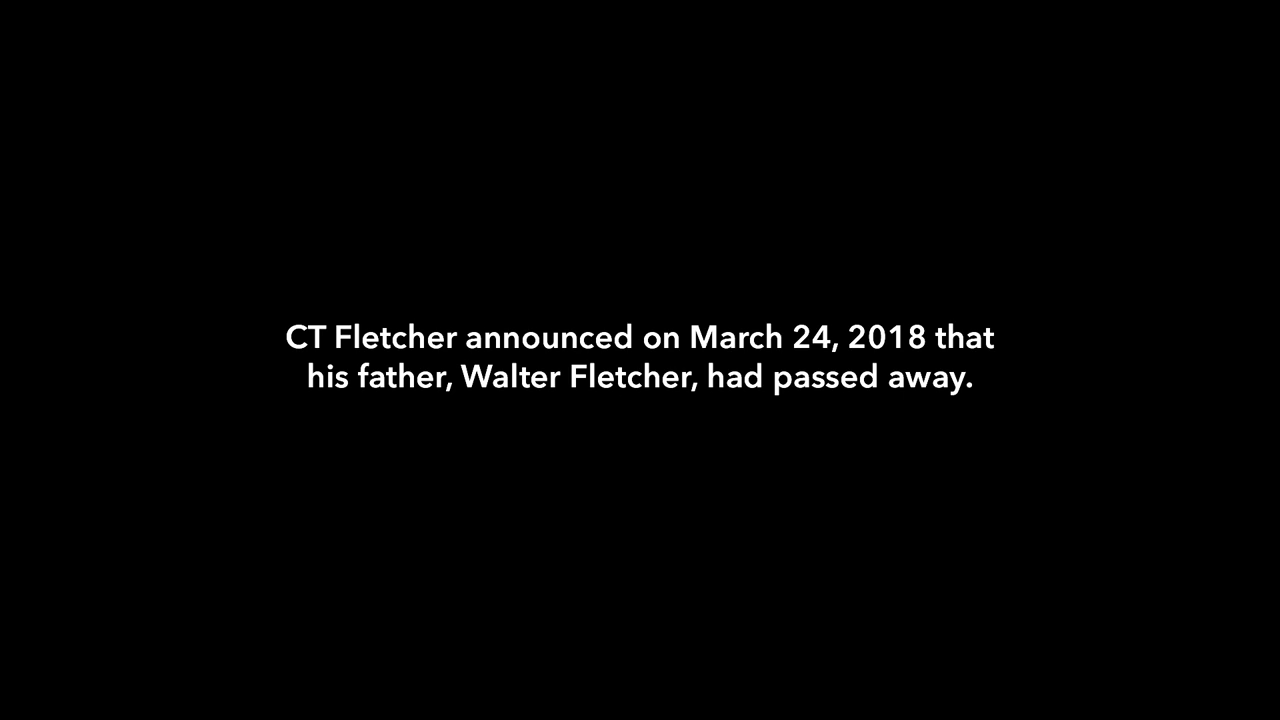 CT Fletcher announced on March 24, 2018 that
his father, Walter Fletcher, had passed away.